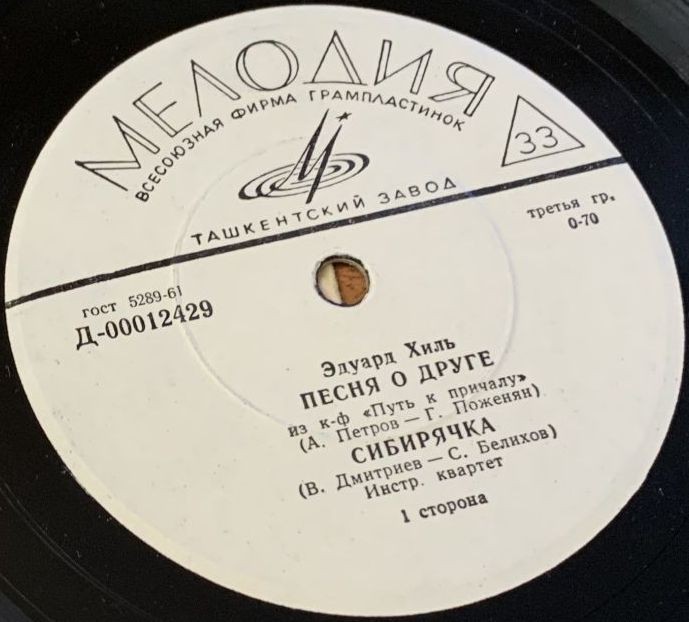 МЕЛОДИЯ
ВСЕСОЮЗНАЯ ФИРМА ГРАМПЛАСТИНОК
33
ТАШКЕНТСКИЙ ЗАВОД
третья гр.
0-70
гост 5289-61
Д-00012429
Эдуард Хиль
ПЕСНЯ О ДРУГЕ
из к-ф «Путь к причалу»
(А. Петров — Г. Поженян)
СИБИРЯЧКА
(В. Дмитриев — С. Белихов)
Инстр. квартет
1 сторона